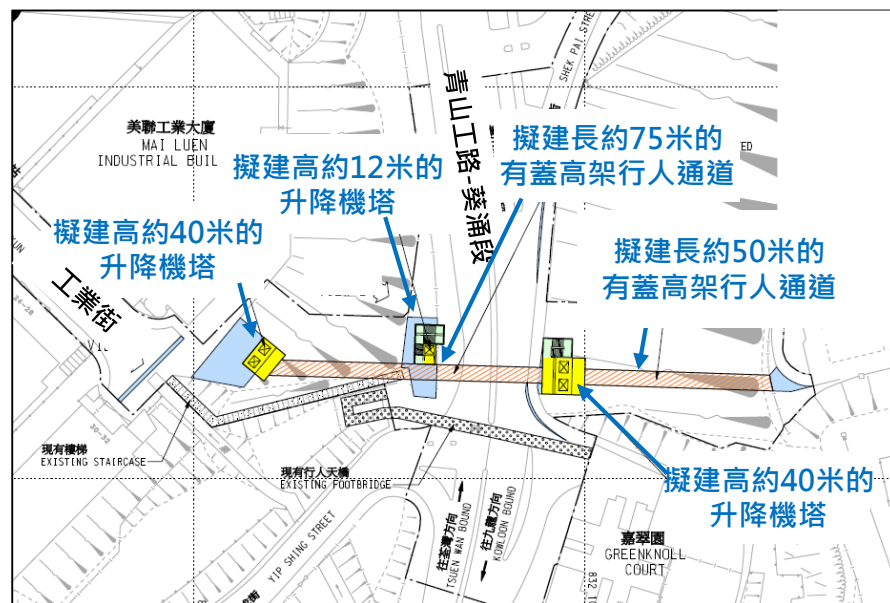 SHEK PAI STREET
美聯工業大廈
MAI LUEN
INDUSTRIAL BUIL
青山工路-葵涌段
擬建長約75米的
有蓋高架行人通道
擬建高約12米的
升降機塔
擬建高約40米的
升降機塔
擬建長約50米的
有蓋高架行人通道
工業街
24-28
30-32
現有樓梯
EXISTING STAIRCASE
現有行人天橋
EXISTING FOOTBRIDGE
擬建高約40米的
升降機塔
往荃灣方向
TSUEN WAN BOUND
往九龍方向
KOWLOON BOUND
嘉翠園
GREENKNOLL
COURT
YIP SHING STREET